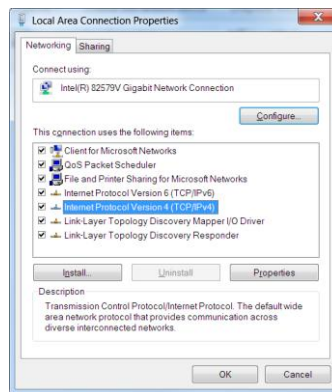 Local Area Connection Properties
Networking
Sharing
Connect using:
Intel(R) 82579V Gigabit Network Connection
Configure...
This connection uses the following items:
Client for Microsoft Networks
QoS Packet Scheduler
File and Printer Sharing for Microsoft Networks
Internet Protocol Version 6 (TCP/IPv6)
Internet Protocol Version 4 (TCP/IPv4)
Link-Layer Topology Discovery Mapper I/O Driver
Link-Layer Topology Discovery Responder
Install...
Uninstall
Properties
Description
Transmission Control Protocol/Internet Protocol. The default wide
area network protocol that provides communication across
diverse interconnected networks.
OK
Cancel